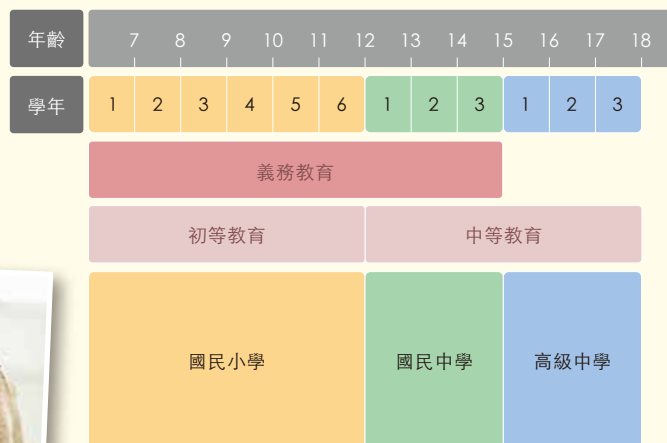 年齡 7 8 9 10 11 12 13 14 15 16 17 18
學年 1 2 3 4 5 6 1 2 3 1 2 3
義務教育
初等教育 中等教育
國民小學 國民中學 高級中學